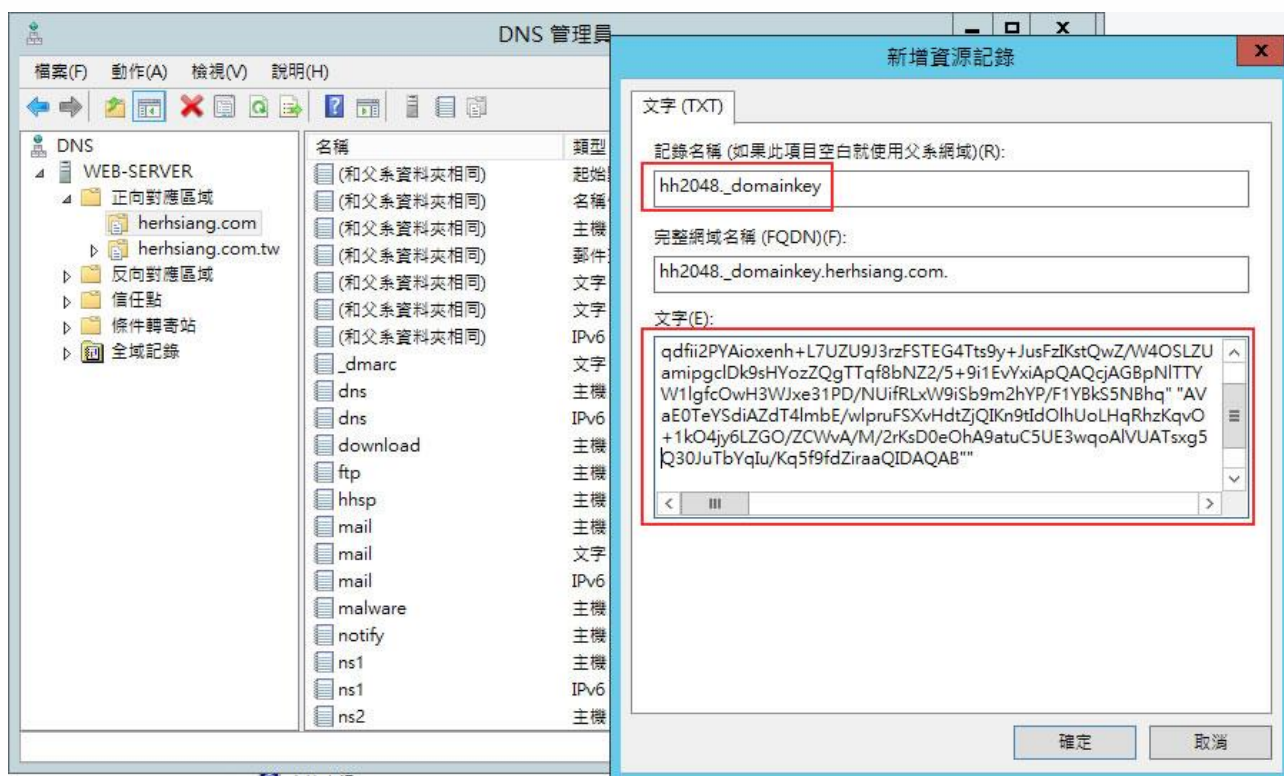 DNS 管理員
檔案(F) 動作(A) 檢視(V) 說明(H)
DNS
WEB-SERVER
正向對應區域
herhsiang.com
herhsiang.com.tw
反向對應區域
信任點
條件轉寄站
全域記錄
名稱 類型
(和父系資料夾相同) 起始
(和父系資料夾相同) 名稱
(和父系資料夾相同) 主機
(和父系資料夾相同) 郵件
(和父系資料夾相同) 文字
(和父系資料夾相同) 文字
(和父系資料夾相同) IPv6
_dmarc 文字
dns 主機
dns IPv6
download 主機
ftp 主機
hhsp 主機
mail 主機
mail 文字
mail IPv6
malware 主機
notify 主機
ns1 主機
ns1 IPv6
ns2 主機
新增資源記錄
文字 (TXT)
記錄名稱 (如果此項目空白就使用父系網域)(R):
hh2048._domainkey
完整網域名稱 (FQDN)(F):
hh2048._domainkey.herhsiang.com.
文字(E):
qdfii2PYAioxenh+L7UZU9J3rzFSTEG4Tts9y+JusFzIKstQwZ/W4OSLZU
amipgclDk9sHYozZQgTTqf8bNZ2/5+9i1EvYxiApQAQcjAGBpNlTTY
W1lgfcOwH3WJxe31PD/NUifRLxW9iSb9m2hYP/F1YBkS5NBhq" "AV
aE0TeYSdiAZdT4lmbE/wlpruFSXvHdtZjQIKn9tIdOlhUoLHqRhzKqvO
+1kO4jy6LZGO/ZCWvA/M/2rKsD0eOhA9atuC5UE3wqoAlVUATsxg5
Q30JuTbYqIu/Kq5f9fdZiraaQIDAQAB""
確定 取消